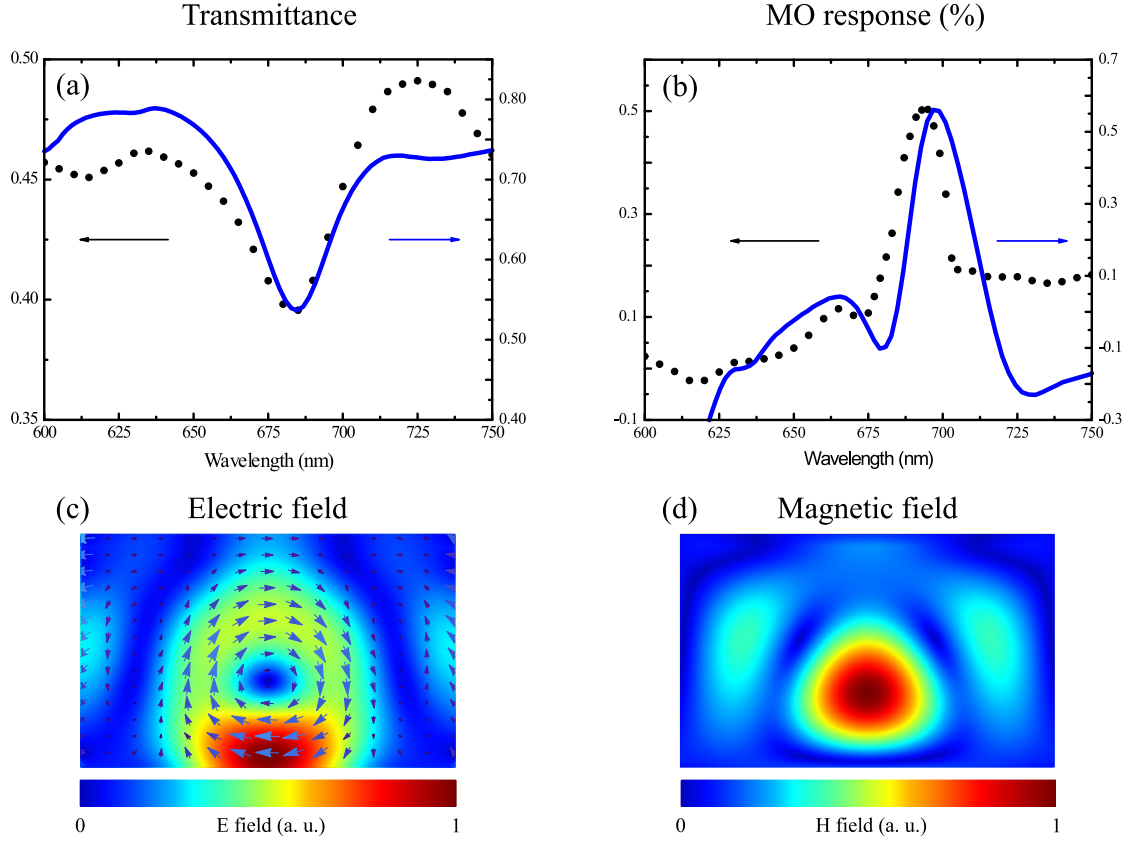 Transmittance
MO response (%)
(a)
0.50
0.45
0.40
0.35
0.80
0.70
0.60
0.50
0.40
600 625 650 675 700 725 750
Wavelength (nm)
(b)
0.5
0.3
0.1
-0.1
0.7
0.5
0.3
0.1
-0.1
-0.3
600 625 650 675 700 725 750
Wavelength (nm)
(c) Electric field
0 1
E field (a. u.)
(d) Magnetic field
0 1
H field (a. u.)